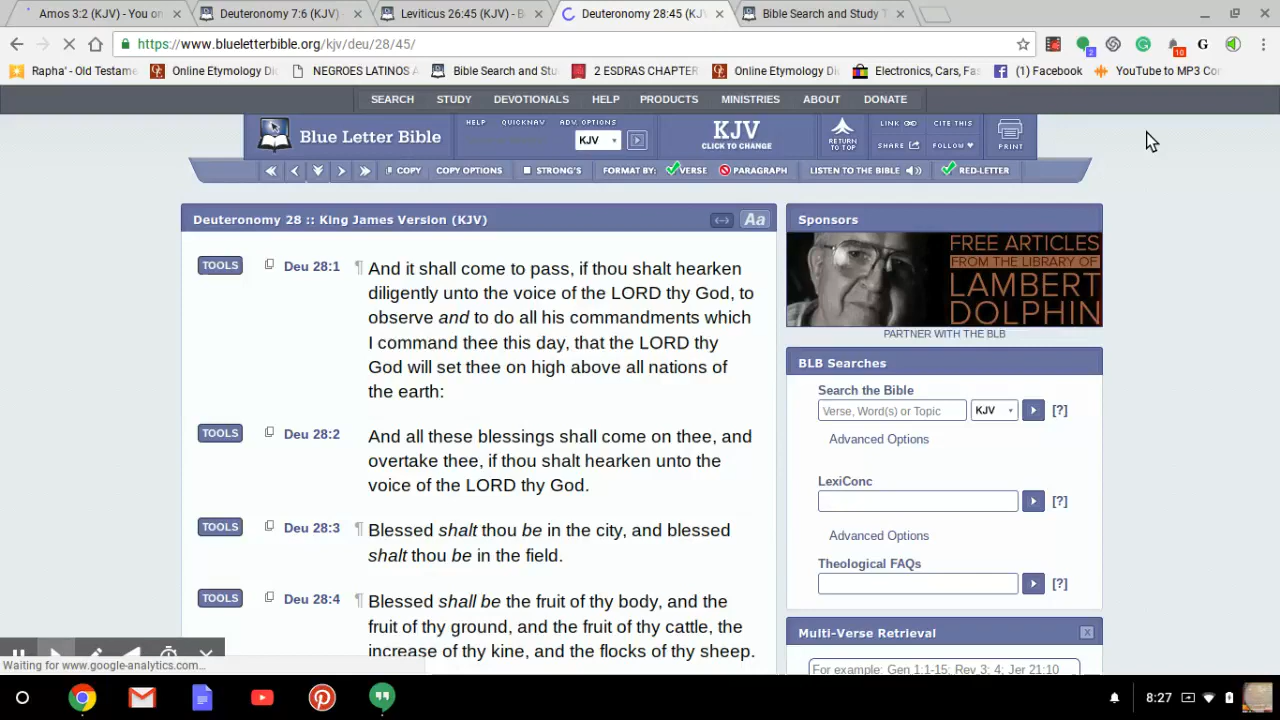 Amos 3:2 (KJV) - You on
Deuteronomy 7:6 (KJV) -
Leviticus 26:45 (KJV) - B
Deuteronomy 28:45 (KJV
Bible Search and Study T
https://www.blueletterbible.org/kjv/deu/28/45/
2
10
G
Rapha' - Old Testame
Online Etymology Di
NEGROES LATINOS A
Bible Search and Stu
2 ESDRAS CHAPTER
Online Etymology Di
Electronics, Cars, Fas
(1) Facebook
YouTube to MP3 Con
SEARCH STUDY DEVOTIONALS HELP PRODUCTS MINISTRIES ABOUT DONATE
Blue Letter Bible
HELP QUICKNAV ADV. OPTIONS
KJV
KJV
CLICK TO CHANGE
RETURN
TO TOP
LINK CITE THIS
SHARE FOLLOW
PRINT
COPY COPY OPTIONS STRONG'S FORMAT BY: VERSE PARAGRAPH LISTEN TO THE BIBLE RED-LETTER
Deuteronomy 28 :: King James Version (KJV)
Aa
TOOLS Deu 28:1 ¶ And it shall come to pass, if thou shalt hearken
diligently unto the voice of the LORD thy God, to
observe and to do all his commandments which
I command thee this day, that the LORD thy
God will set thee on high above all nations of
the earth:
TOOLS Deu 28:2 And all these blessings shall come on thee, and
overtake thee, if thou shalt hearken unto the
voice of the LORD thy God.
TOOLS Deu 28:3 ¶ Blessed shalt thou be in the city, and blessed
shalt thou be in the field.
TOOLS Deu 28:4 ¶ Blessed shall be the fruit of thy body, and the
fruit of thy ground, and the fruit of thy cattle, the
increase of thy kine, and the flocks of thy sheep.
Sponsors
FREE ARTICLES
FROM THE LIBRARY OF
LAMBERT
DOLPHIN
PARTNER WITH THE BLB
BLB Searches
Search the Bible
Verse, Word(s) or Topic KJV [?]
Advanced Options
LexiConc
[?]
Advanced Options
Theological FAQs
[?]
Multi-Verse Retrieval x
For example: Gen 1:1-15; Rev 3; 4; Jer 21:10
Waiting for www.google-analytics.com...
8:27